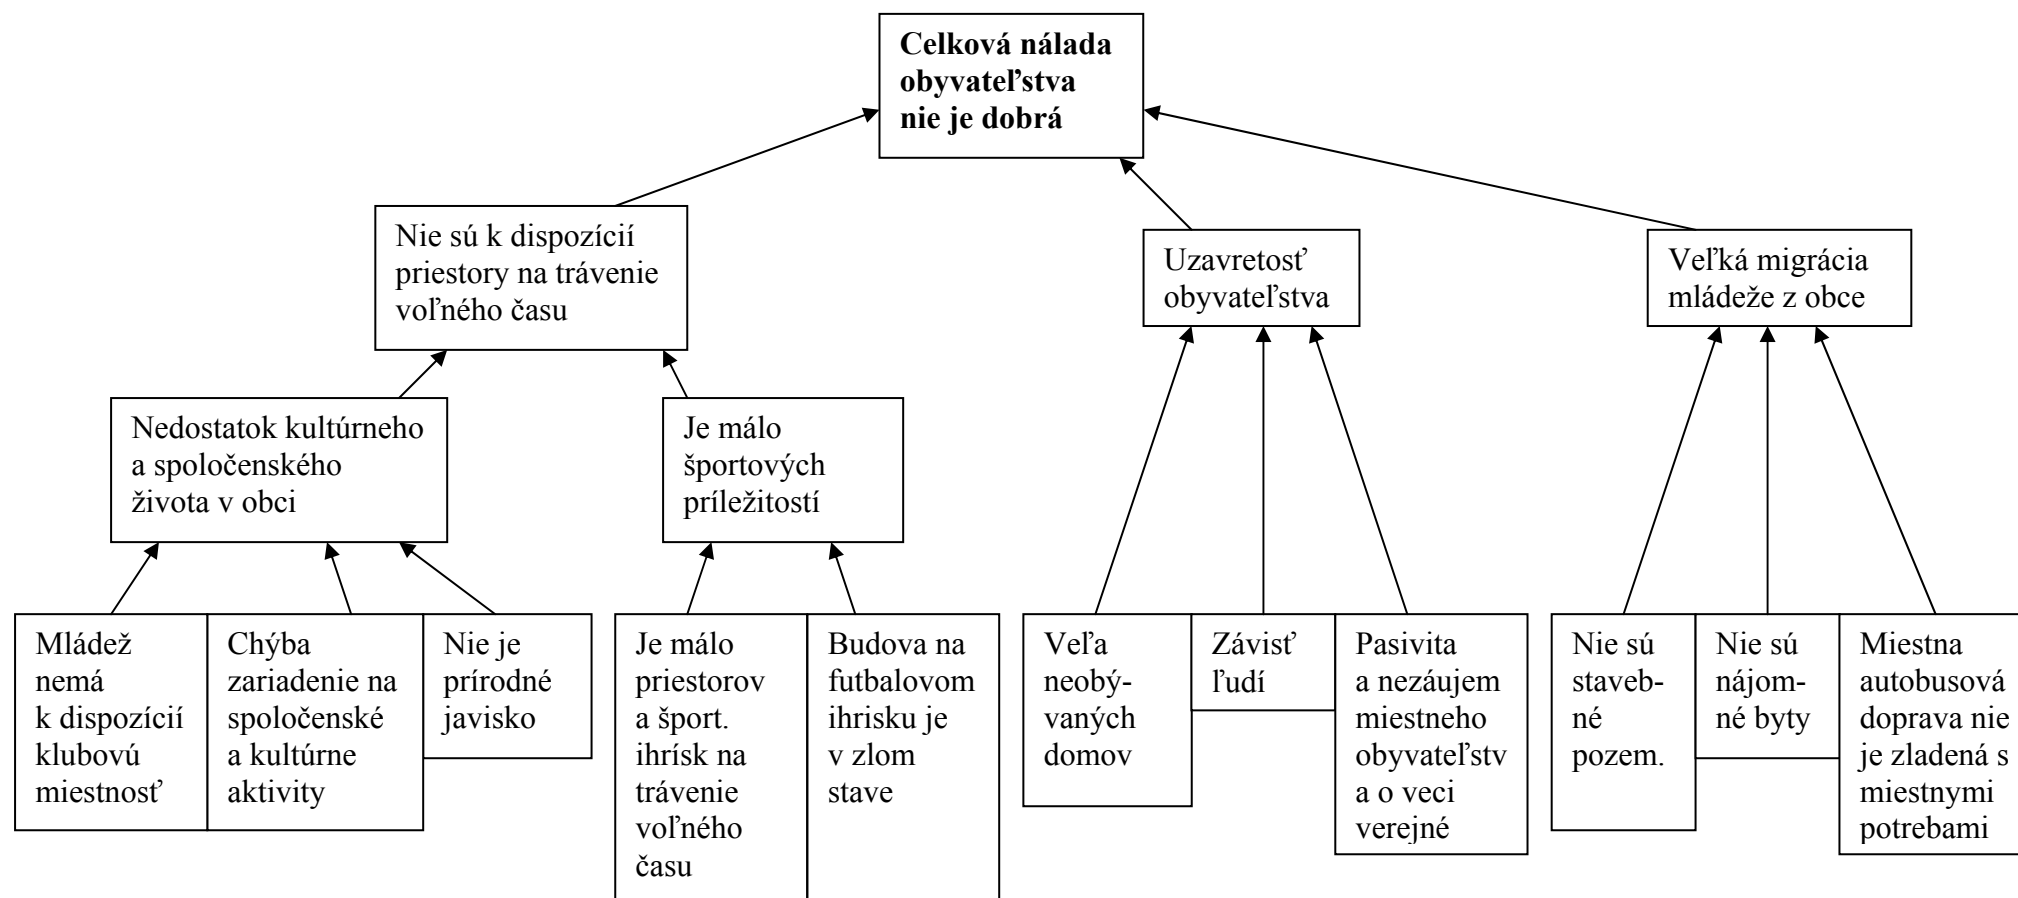 Celková nálada
obyvateľstva
nie je dobrá
Nie sú k dispozícií
priestory na trávenie
voľného času
Uzavretosť
obyvateľstva
Veľká migrácia
mládeže z obce
Nedostatok kultúrneho
a spoločenského
života v obci
Je málo
športových
príležitostí
Mládež
nemá
k dispozícií
klubovú
miestnosť
Chýba
zariadenie na
spoločenské
a kultúrne
aktivity
Nie je
prírodné
javisko
Je málo
priestorov
a šport.
ihrísk na
trávenie
voľného
času
Budova na
futbalovom
ihrisku je
v zlom
stave
Veľa
neobý-
vaných
domov
Závisť
ľudí
Pasivita
a nezáujem
miestneho
obyvateľstv
a o veci
verejné
Nie sú
staveb-
né
pozem.
Nie sú
nájom-
né byty
Miestna
autobusová
doprava nie
je zladená s
miestnymi
potrebami